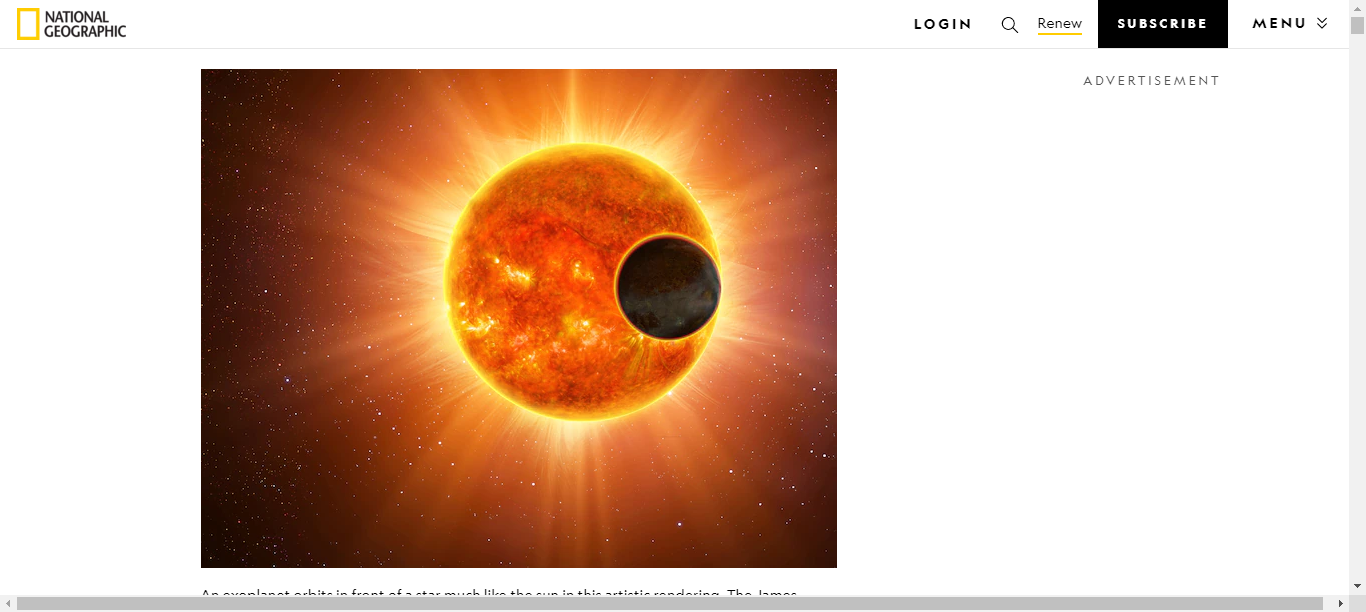 NATIONAL
GEOGRAPHIC
LOGIN
Renew
SUBSCRIBE
MENU
ADVERTISEMENT
An exoplanet orbits in front of a star much like the sun in this artistic rendering. The James